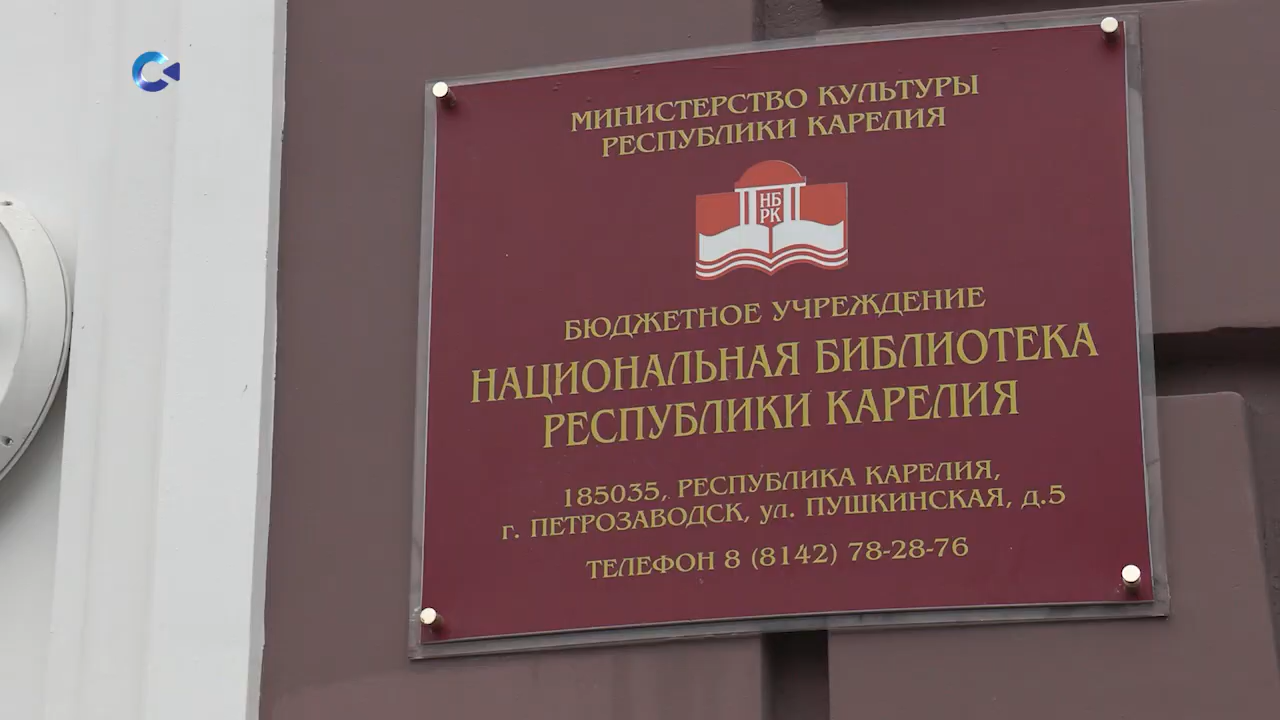 МИНИСТЕРСТВО КУЛЬТУРЫ
РЕСПУБЛИКИ КАРЕЛИЯ
НБ
РК
БЮДЖЕТНОЕ УЧРЕЖДЕНИЕ
НАЦИОНАЛЬНАЯ БИБЛИОТЕКА
РЕСПУБЛИКИ КАРЕЛИЯ
185035, РЕСПУБЛИКА КАРЕЛИЯ,
г. ПЕТРОЗАВОДСК, ул. ПУШКИНСКАЯ, д.5
ТЕЛЕФОН 8 (8142) 78-28-76